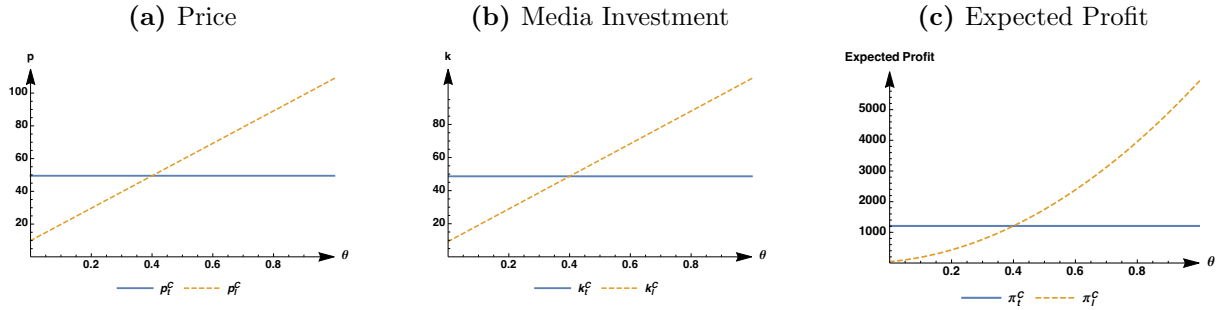 (a) Price
p
100
80
60
40
20
0.2 0.4 0.6 0.8 θ
p_t^C p_l^C
(b) Media Investment
k
80
60
40
20
0.2 0.4 0.6 0.8 θ
k_t^C k_l^C
(c) Expected Profit
Expected Profit
5000
4000
3000
2000
1000
0.2 0.4 0.6 0.8 θ
π_t^C π_l^C